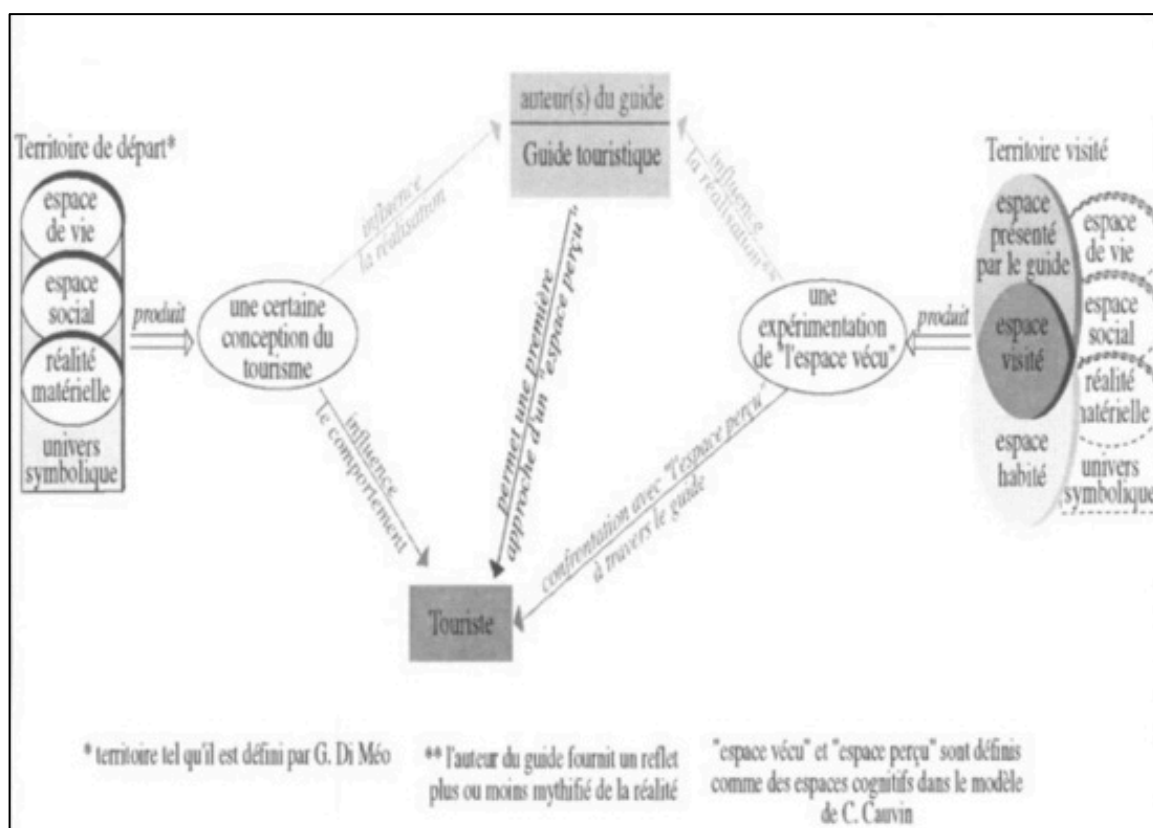 auteur(s) du guide
Guide touristique
Territoire de départ*
espace
de vie
espace
social
réalité
matérielle
univers
symbolique
produit
une certaine
conception du
tourisme
influence
la réalisation
influence
le comportement
permet une première
approche d'un "espace perçu"
Touriste
influence
la réalisation**
une
expérimentation
de "l'espace vécu"
confrontation avec "l'espace perçu"
à travers le guide
produit
Territoire visité
espace
présenté
par le guide
espace
visité
espace
habité
espace
de vie
espace
social
réalité
matérielle
univers
symbolique
* territoire tel qu'il est défini par G. Di Méo
** l'auteur du guide fournit un reflet
plus ou moins mythifié de la réalité
"espace vécu" et "espace perçu" sont définis
comme des espaces cognitifs dans le modèle
de C. Cauvin